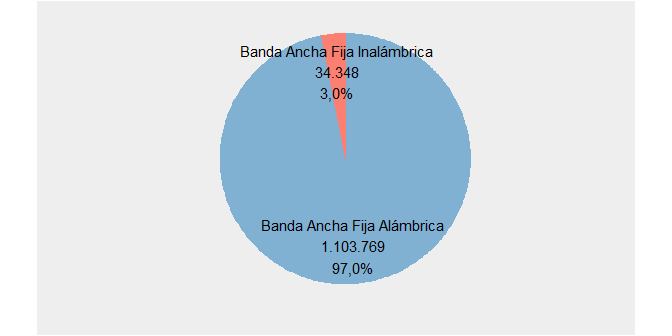 Banda Ancha Fija Inalámbrica
34.348
3,0%
Banda Ancha Fija Alámbrica
1.103.769
97,0%